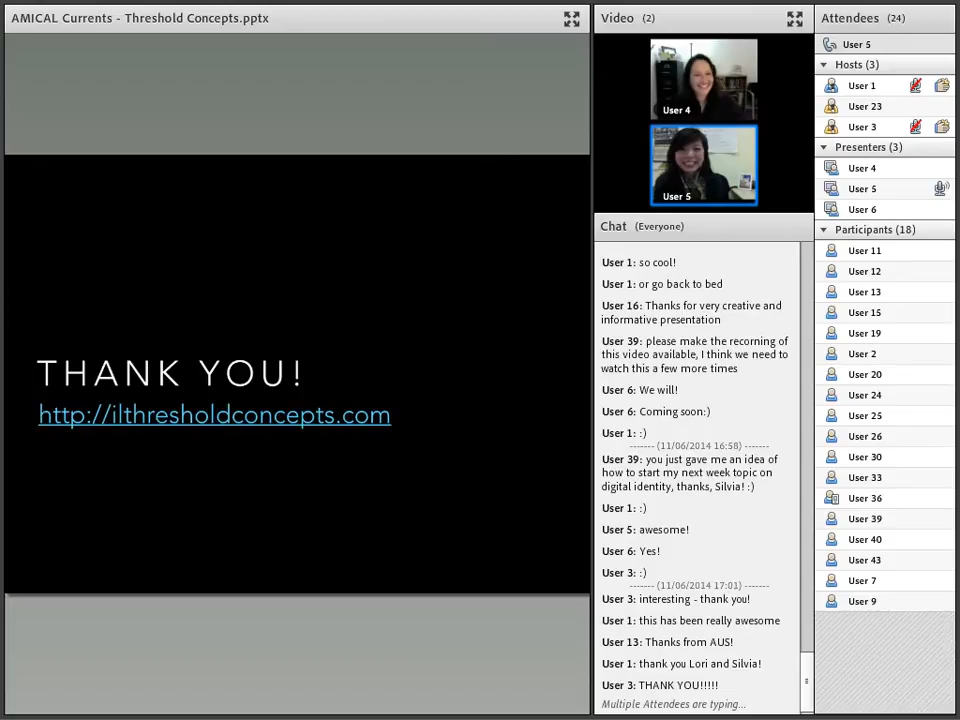 AMICAL Currents - Threshold Concepts.pptx
THANK YOU!
http://ilthresholdconcepts.com
Video (2)
User 4
User 5
Chat (Everyone)
User 1: so cool!
User 1: or go back to bed
User 16: Thanks for very creative and
informative presentation
User 39: please make the recorning of
this video available, I think we need to
watch this a few more times
User 6: We will!
User 6: Coming soon:)
User 1: :)
------- (11/06/2014 16:58) -------
User 39: you just gave me an idea of
how to start my next week topic on
digital identity, thanks, Silvia! :)
User 1: :)
User 5: awesome!
User 6: Yes!
User 3: :)
------- (11/06/2014 17:01) -------
User 3: interesting - thank you!
User 1: this has been really awesome
User 13: Thanks from AUS!
User 1: thank you Lori and Silvia!
User 3: THANK YOU!!!!!
Multiple Attendees are typing...
Attendees (24)
User 5
Hosts (3)
User 1
User 23
User 3
Presenters (3)
User 4
User 5
User 6
Participants (18)
User 11
User 12
User 13
User 15
User 19
User 2
User 20
User 24
User 25
User 26
User 30
User 33
User 36
User 39
User 40
User 43
User 7
User 9